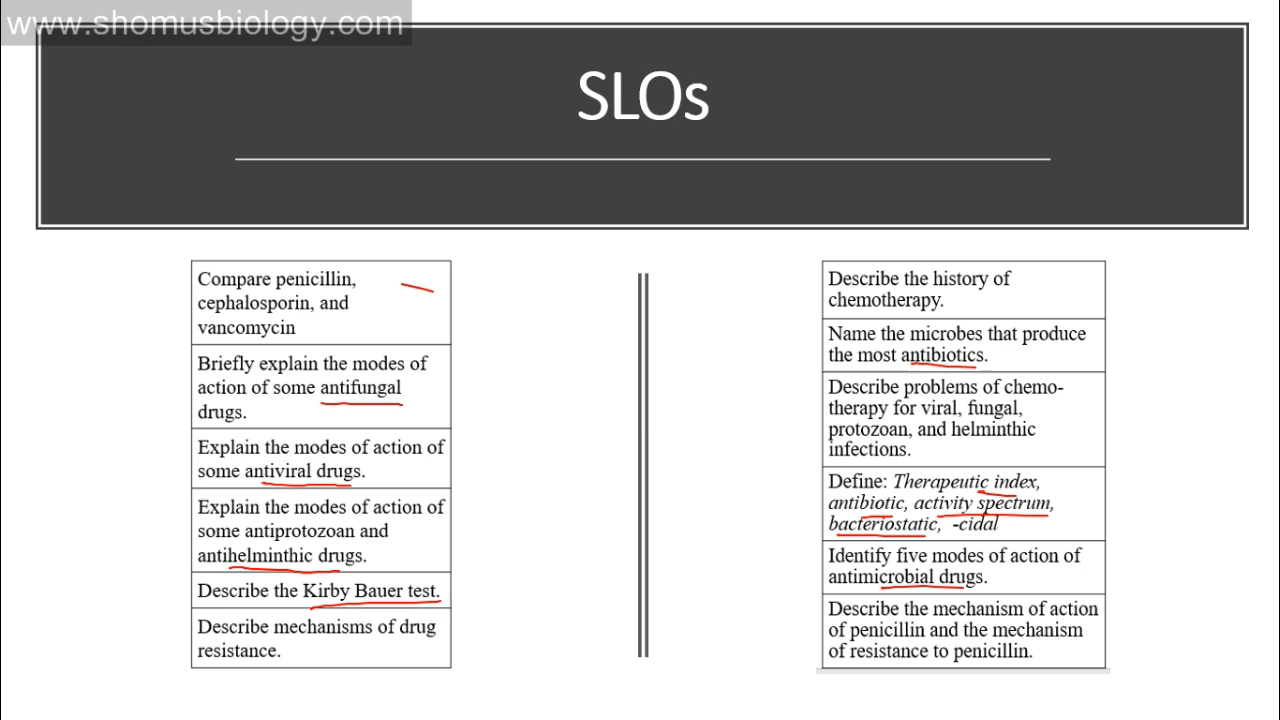 www.shomusbiology.com
SLOs
Compare penicillin,
cephalosporin, and
vancomycin
Briefly explain the modes of
action of some antifungal
drugs.
Explain the modes of action of
some antiviral drugs.
Explain the modes of action of
some antiprotozoan and
antihelminthic drugs.
Describe the Kirby Bauer test.
Describe mechanisms of drug
resistance.
Describe the history of
chemotherapy.
Name the microbes that produce
the most antibiotics.
Describe problems of chemo-
therapy for viral, fungal,
protozoan, and helminthic
infections.
Define: Therapeutic index,
antibiotic, activity spectrum,
bacteriostatic, -cidal
Identify five modes of action of
antimicrobial drugs.
Describe the mechanism of action
of penicillin and the mechanism
of resistance to penicillin.